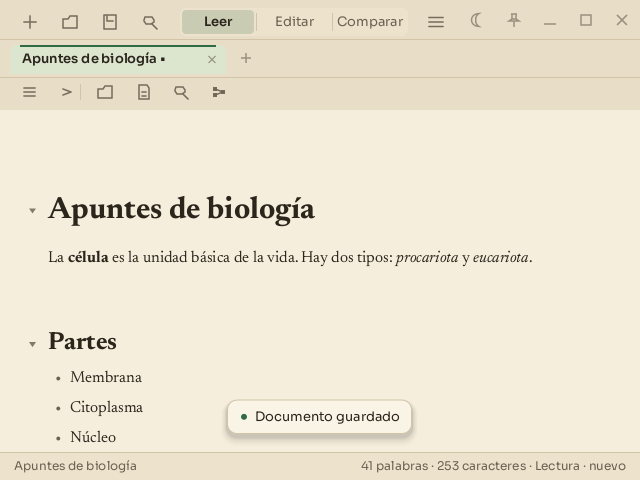 Leer Editar Comparar
Apuntes de biología •
Apuntes de biología
La célula es la unidad básica de la vida. Hay dos tipos: procariota y eucariota.
Partes
• Membrana
• Citoplasma
• Núcleo
Documento guardado
Apuntes de biología 41 palabras · 253 caracteres · Lectura · nuevo